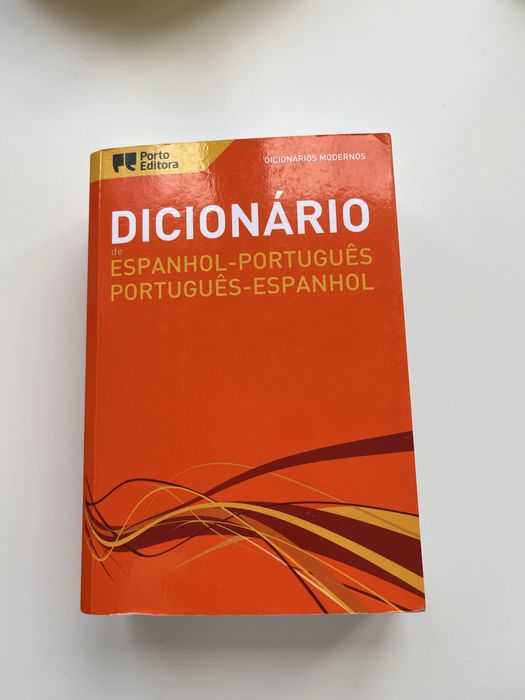 Porto
Editora
DICIONÁRIOS MODERNOS
DICIONÁRIO
de
ESPANHOL-PORTUGUÊS
PORTUGUÊS-ESPANHOL